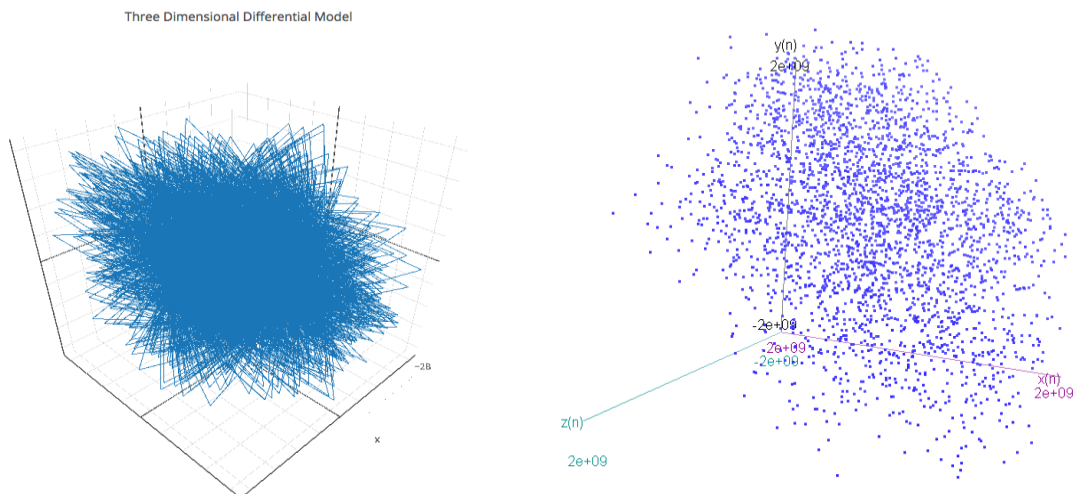 Three Dimensional Differential Model
−2B
x
y(n)
2e+09
-2e+09
-2e+09
-2e+09
x(n)
2e+09
z(n)
2e+09